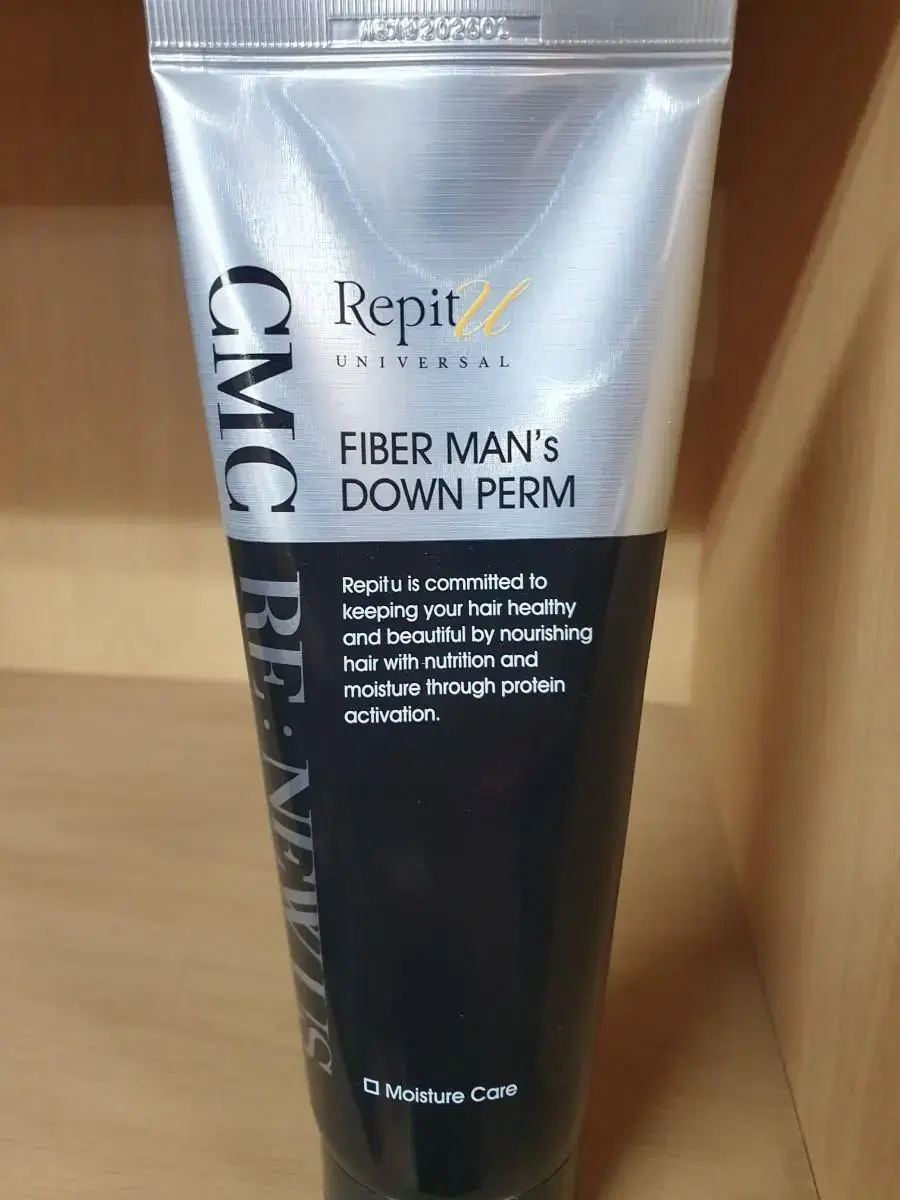 Repit u
UNIVERSAL
FIBER MAN's
DOWN PERM
Repitu is committed to
keeping your hair healthy
and beautiful by nourishing
hair with nutrition and
moisture through protein
activation.
CMC RE:NEWLUS
Moisture Care